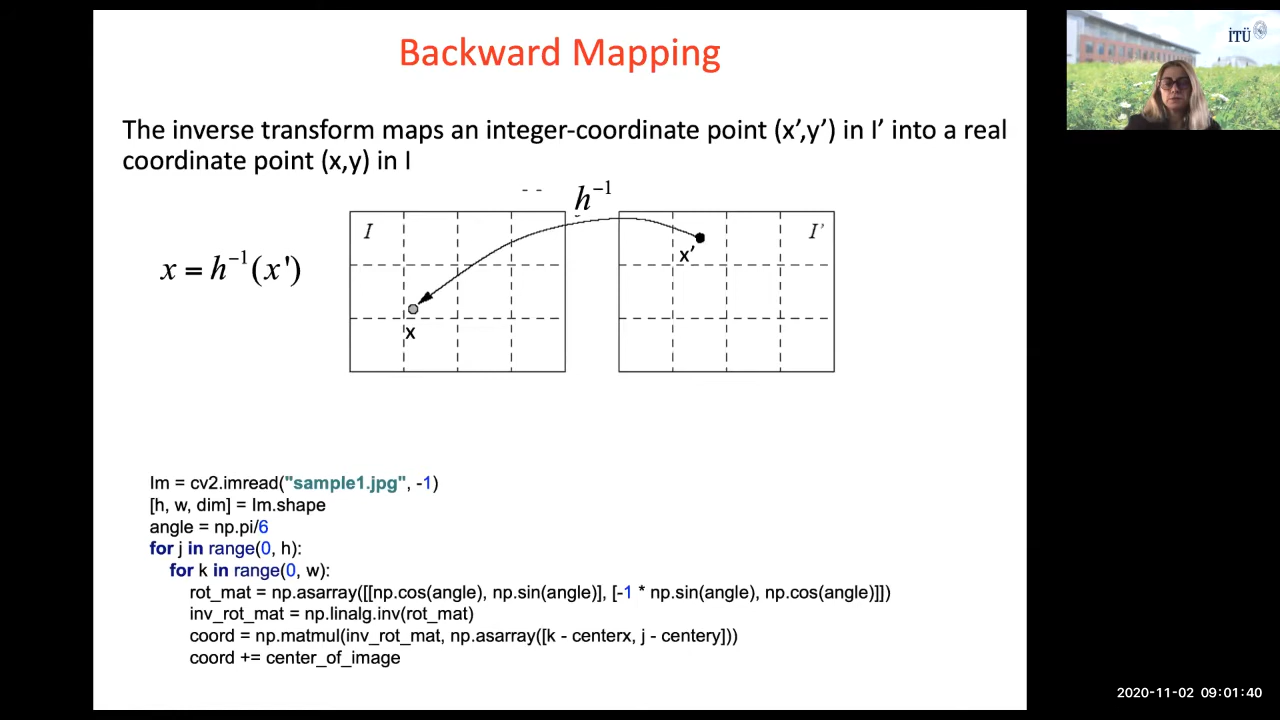 Backward Mapping
İTÜ
The inverse transform maps an integer-coordinate point (x’,y’) in I’ into a real
coordinate point (x,y) in I
h⁻¹
I
I'
x = h⁻¹(x')
x’
x
Im = cv2.imread("sample1.jpg", -1)
[h, w, dim] = Im.shape
angle = np.pi/6
for j in range(0, h):
for k in range(0, w):
rot_mat = np.asarray([[np.cos(angle), np.sin(angle)], [-1 * np.sin(angle), np.cos(angle)]])
inv_rot_mat = np.linalg.inv(rot_mat)
coord = np.matmul(inv_rot_mat, np.asarray([k - centerx, j - centery]))
coord += center_of_image
2020-11-02 09:01:40